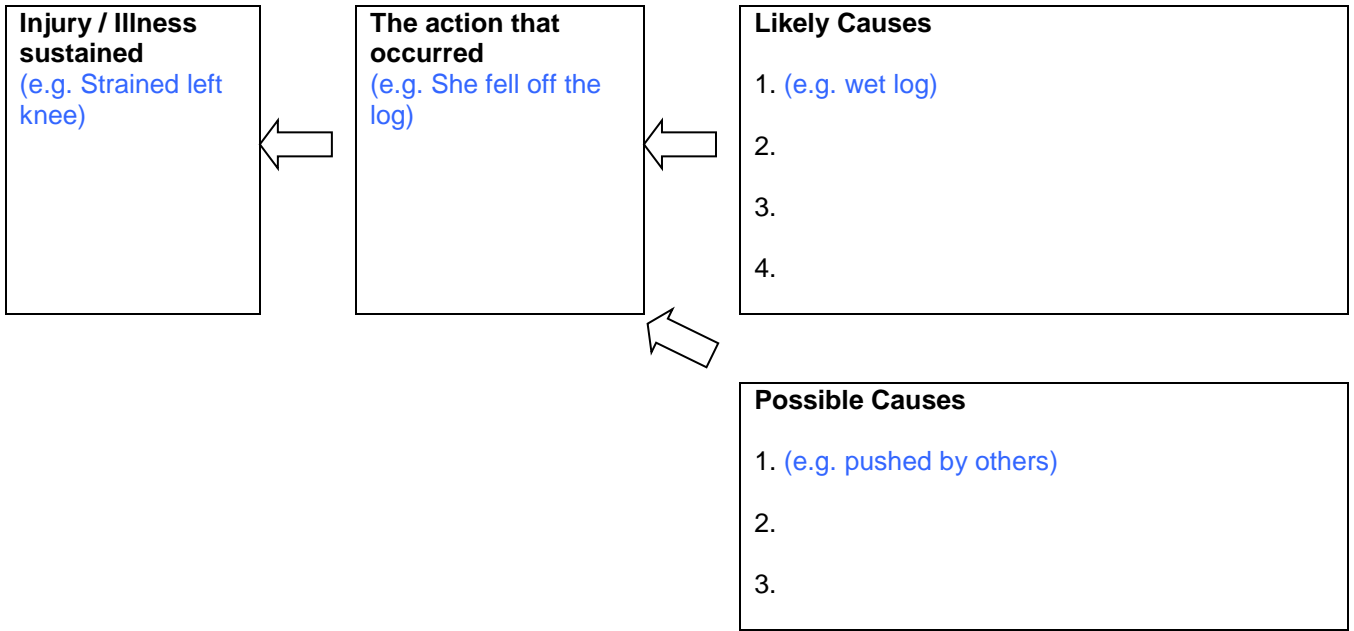 Injury / Illness
sustained
(e.g. Strained left
knee)
The action that
occurred
(e.g. She fell off the
log)
Likely Causes
1. (e.g. wet log)
2.
3.
4.
Possible Causes
1. (e.g. pushed by others)
2.
3.